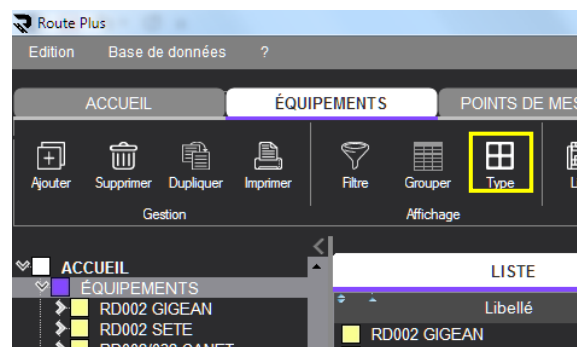 Route Plus
Edition Base de données ?
ACCUEIL ÉQUIPEMENTS POINTS DE MES
Ajouter Supprimer Dupliquer Imprimer Filtre Grouper Type
Gestion Affichage
ACCUEIL
ÉQUIPEMENTS
RD002 GIGEAN
RD002 SETE
LISTE
Libellé
RD002 GIGEAN